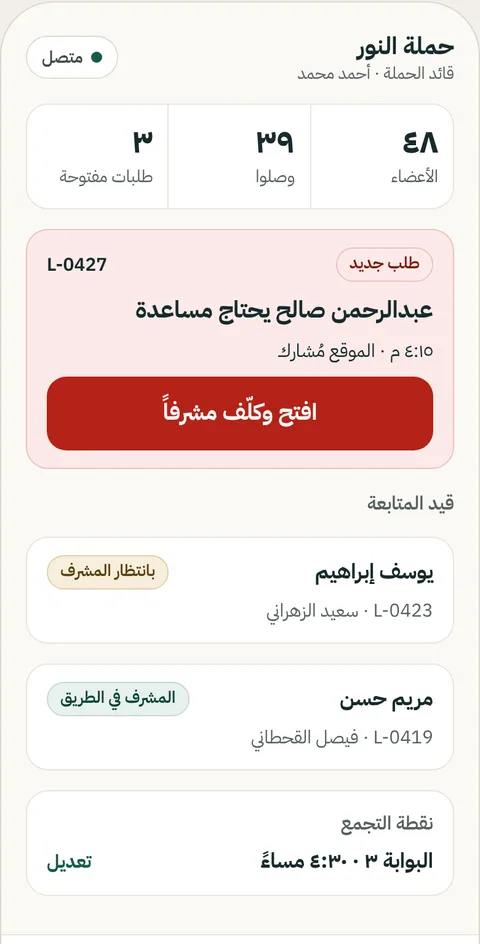 حملة النور
قائد الحملة · أحمد محمد
متصل
٤٨
الأعضاء
٣٩
وصلوا
٣
طلبات مفتوحة
طلب جديد
L-0427
عبدالرحمن صالح يحتاج مساعدة
٤:١٥ م · الموقع مُشارك
افتح وكلّف مشرفاً
قيد المتابعة
يوسف إبراهيم
بانتظار المشرف
L-0423 · سعيد الزهراني
مريم حسن
المشرف في الطريق
L-0419 · فيصل القحطاني
نقطة التجمع
البوابة ٣ · ٤:٣٠ مساءً
تعديل